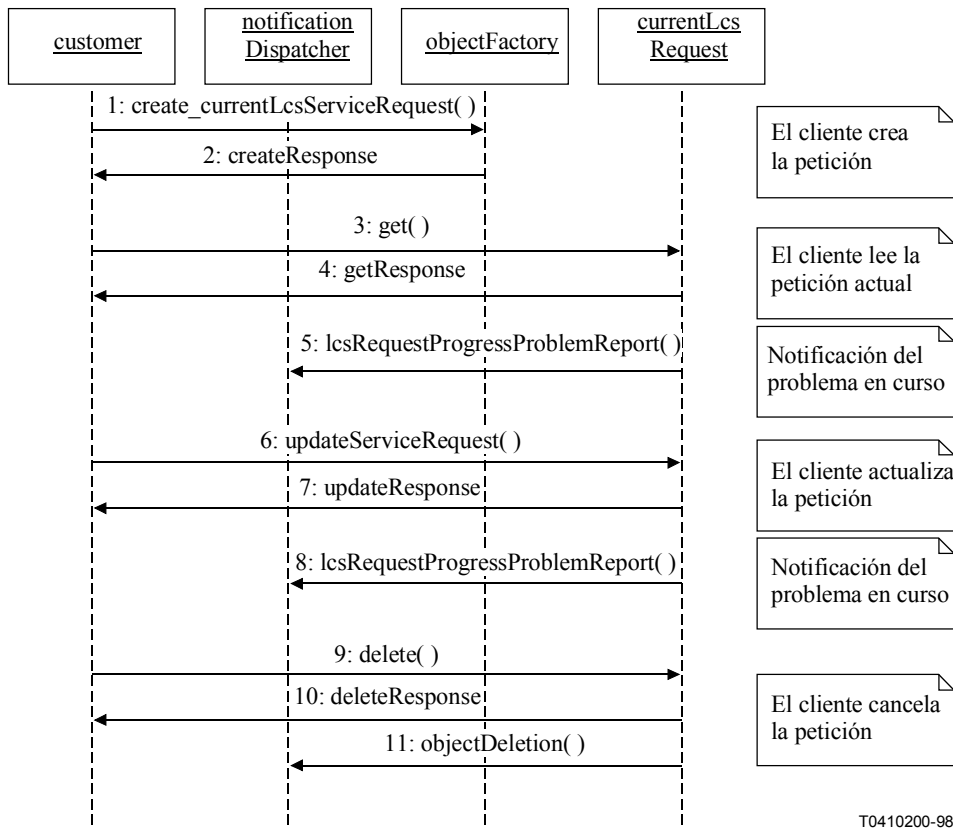 customer
notification
Dispatcher
objectFactory
currentLcs
Request
1: create_currentLcsServiceRequest( )
El cliente crea
la petición
2: createResponse
3: get( )
El cliente lee la
petición actual
4: getResponse
5: lcsRequestProgressProblemReport( )
Notificación del
problema en curso
6: updateServiceRequest( )
El cliente actualiza
la petición
7: updateResponse
8: lcsRequestProgressProblemReport( )
Notificación del
problema en curso
9: delete( )
10: deleteResponse
El cliente cancela
la petición
11: objectDeletion( )
T0410200-98